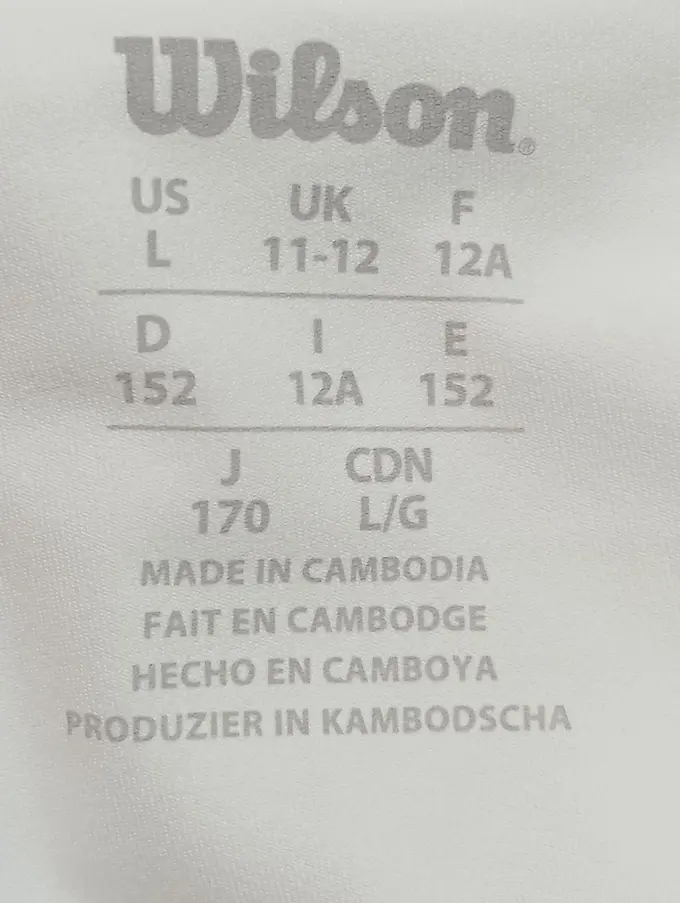 Wilson®
US UK F
L 11-12 12A
D I E
152 12A 152
J CDN
170 L/G
MADE IN CAMBODIA
FAIT EN CAMBODGE
HECHO EN CAMBOYA
PRODUZIER IN KAMBODSCHA